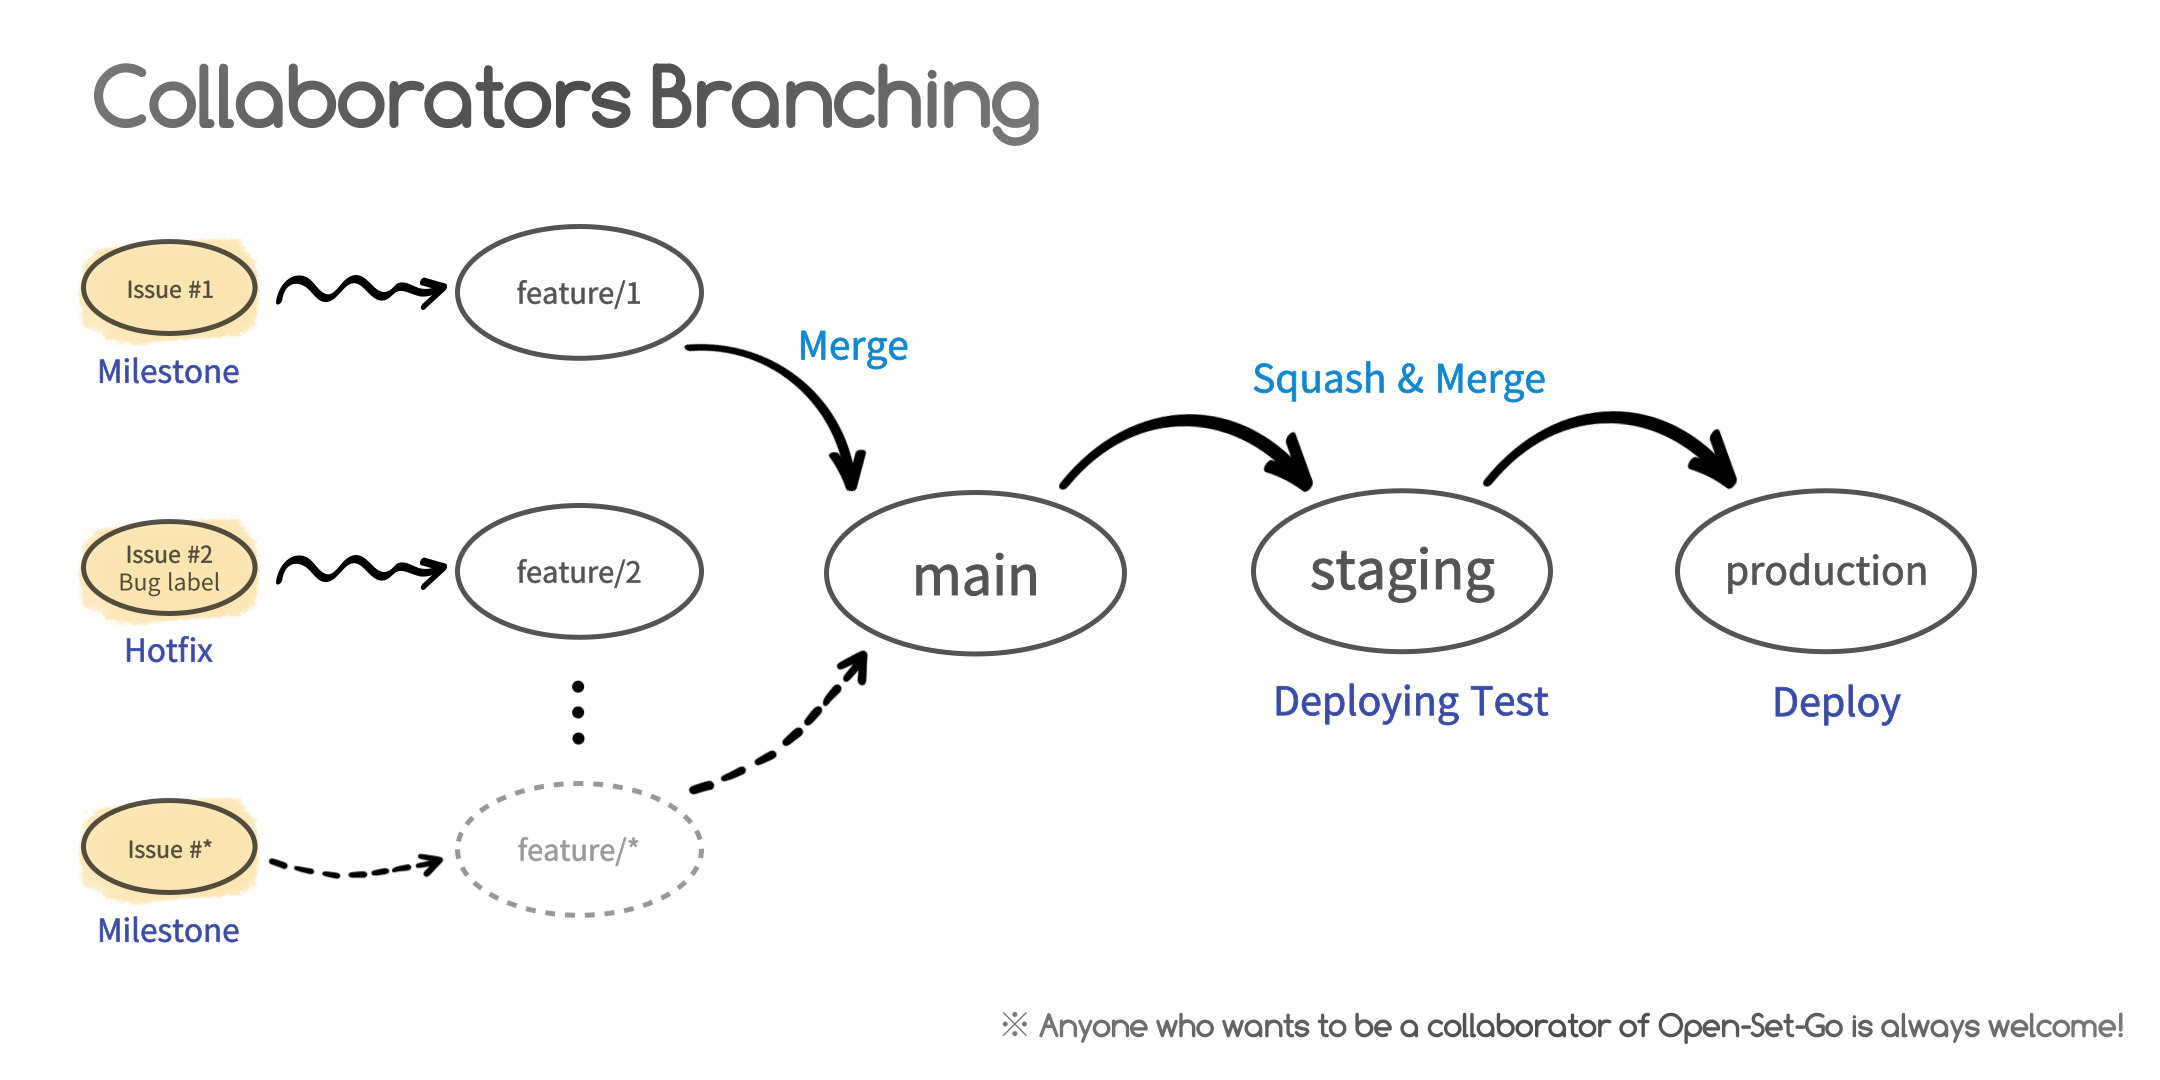 Collaborators Branching
Issue #1
Milestone
feature/1
Merge
Squash & Merge
Issue #2
Bug label
Hotfix
feature/2
main
staging
production
Deploying Test
Deploy
Issue #*
Milestone
feature/*
※ Anyone who wants to be a collaborator of Open-Set-Go is always welcome!